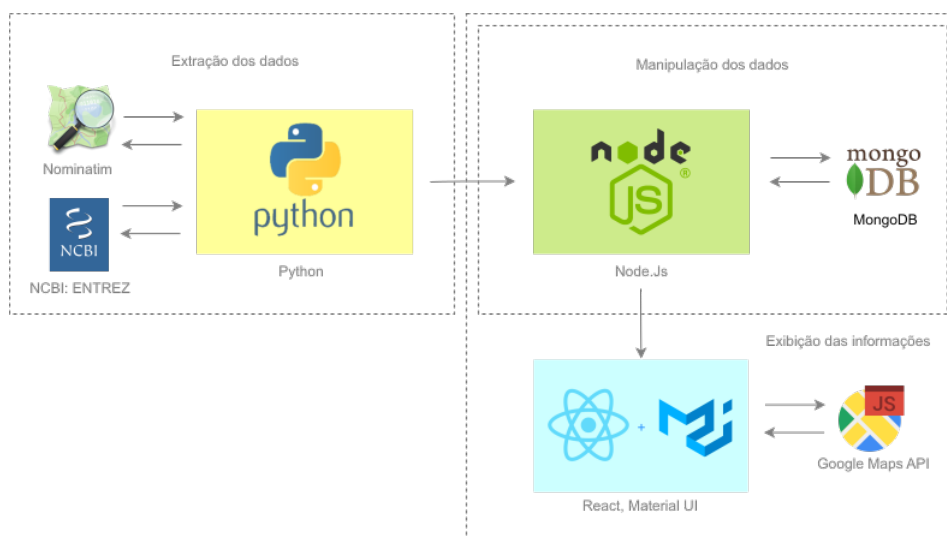 Extração dos dados
Nominatim
NCBI
NCBI: ENTREZ
python
Python
Manipulação dos dados
node
®
JS
Node.Js
mongo
DB
MongoDB
Exibição das informações
+
React, Material UI
JS
Google Maps API